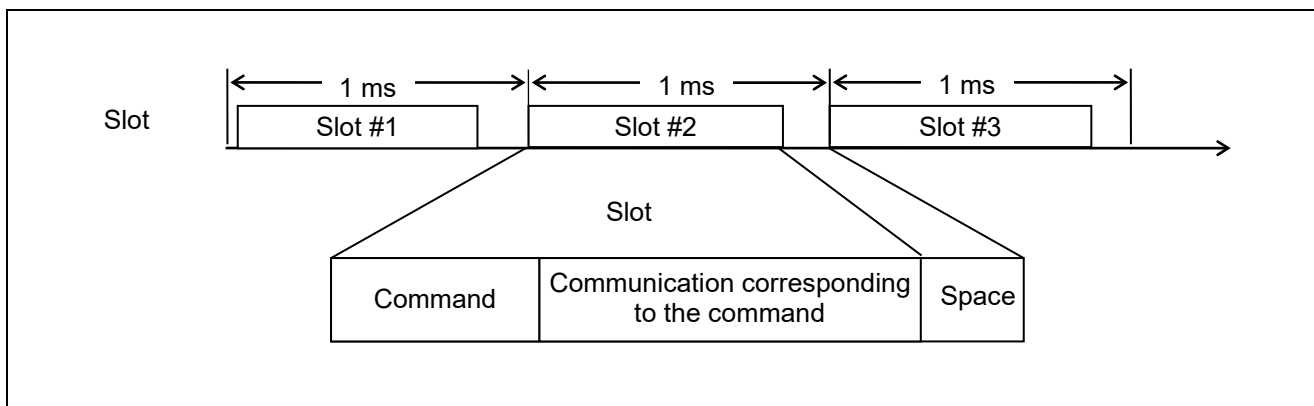 1 ms
1 ms
1 ms
Slot
Slot #1
Slot #2
Slot #3
Slot
Command
Communication corresponding
to the command
Space